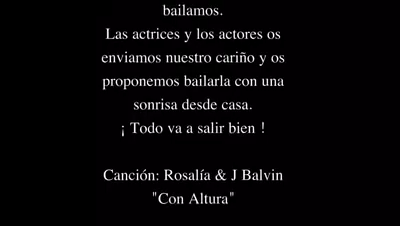 bailamos.
Las actrices y los actores os
enviamos nuestro cariño y os
proponemos bailarla con una
sonrisa desde casa.
¡ Todo va a salir bien !
Canción: Rosalía & J Balvin
"Con Altura"